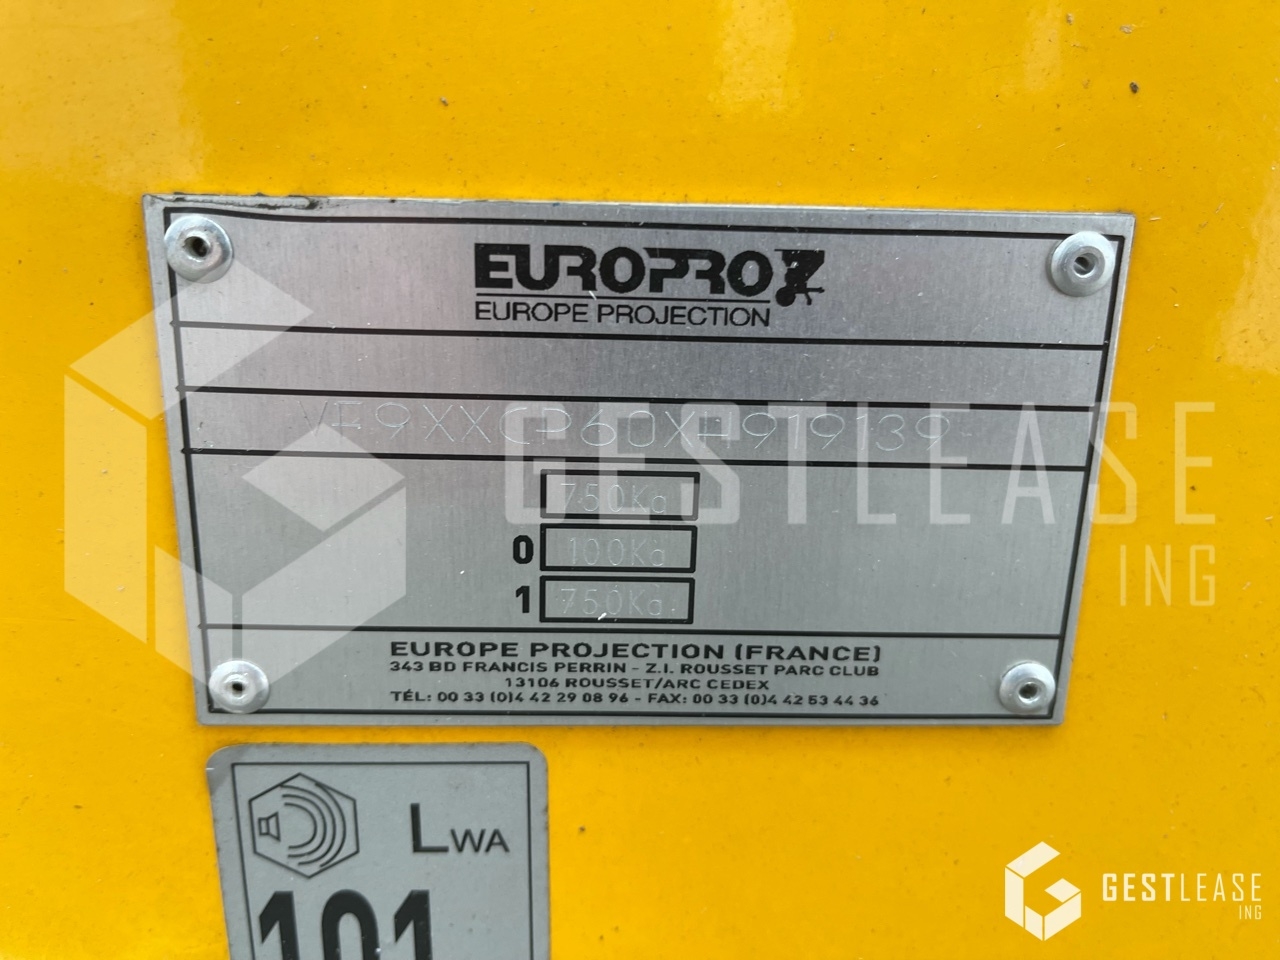 EUROPRO
EUROPE PROJECTION
VF9XXCP60XH919139
750Kg
0 100Kg
1 750Kg
EUROPE PROJECTION (FRANCE)
343 BD FRANCIS PERRIN - Z.I. ROUSSET PARC CLUB
13106 ROUSSET/ARC CEDEX
TÉL: 00 33 (0)4 42 29 08 96 - FAX: 00 33 (0)4 42 53 44 36
GESTLEASE
ING
LWA
101
GESTLEASE
ING